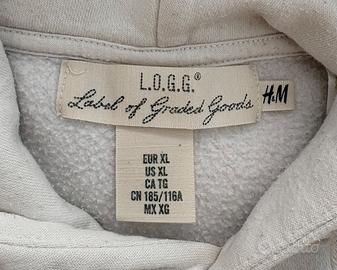 L.O.G.G.®
Label of Graded Goods
H&M
EUR XL
US XL
CA TG
CN 185/116A
MX XG